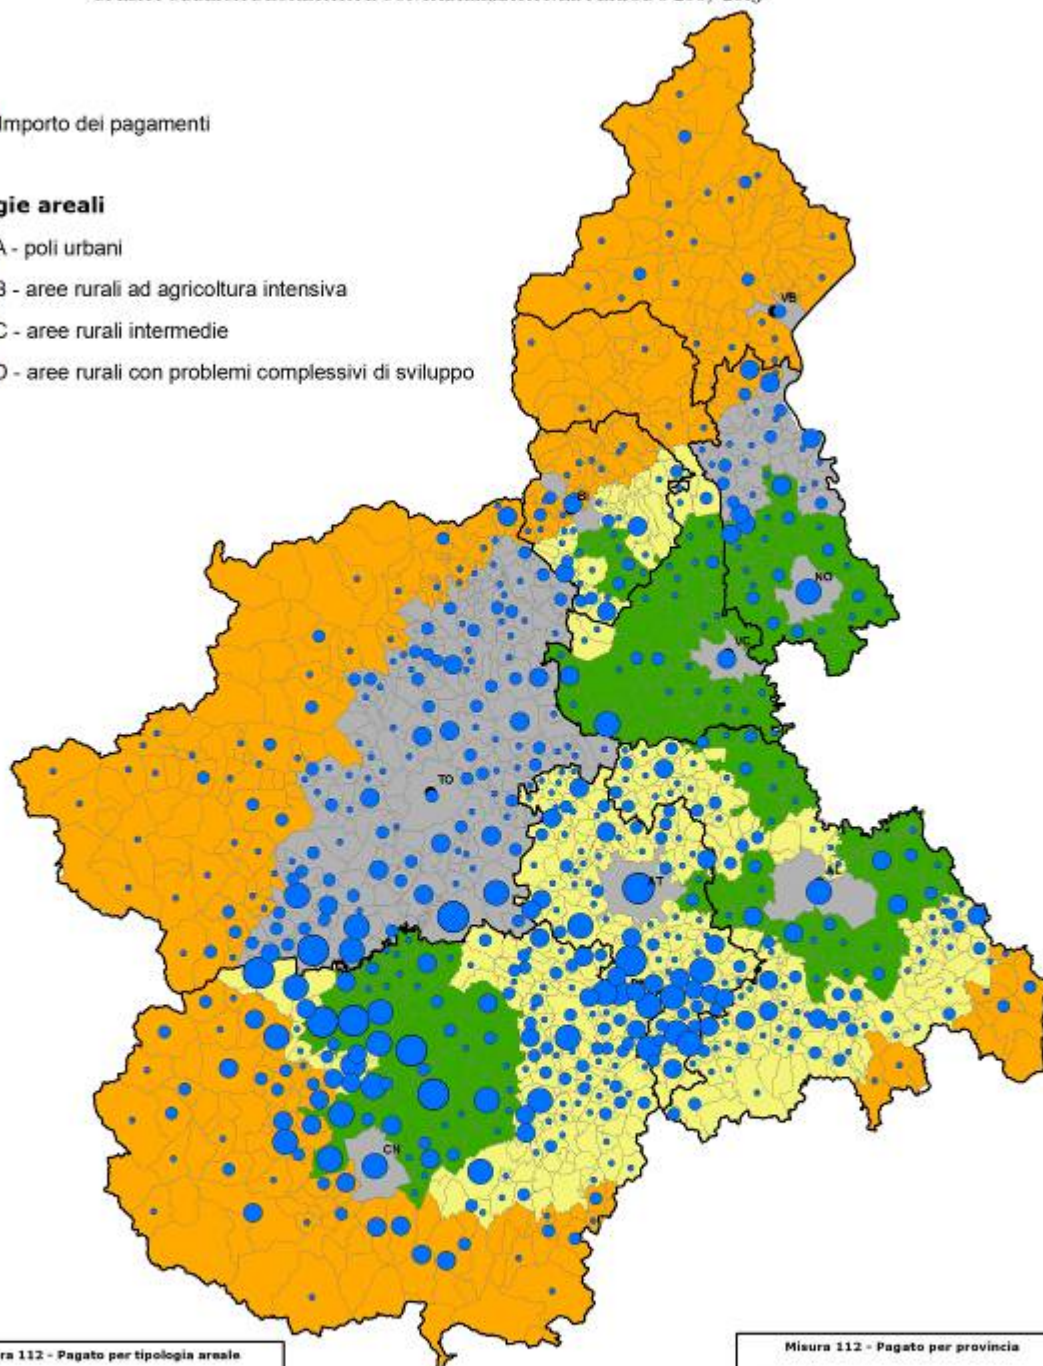 Importo dei pagamenti
gie areali
A - poli urbani
B - aree rurali ad agricoltura intensiva
C - aree rurali intermedie
D - aree rurali con problemi complessivi di sviluppo
VB
BI
NO
VC
TO
AT
AL
CN
ra 112 - Pagato per tipologia areale
Misura 112 - Pagato per provincia